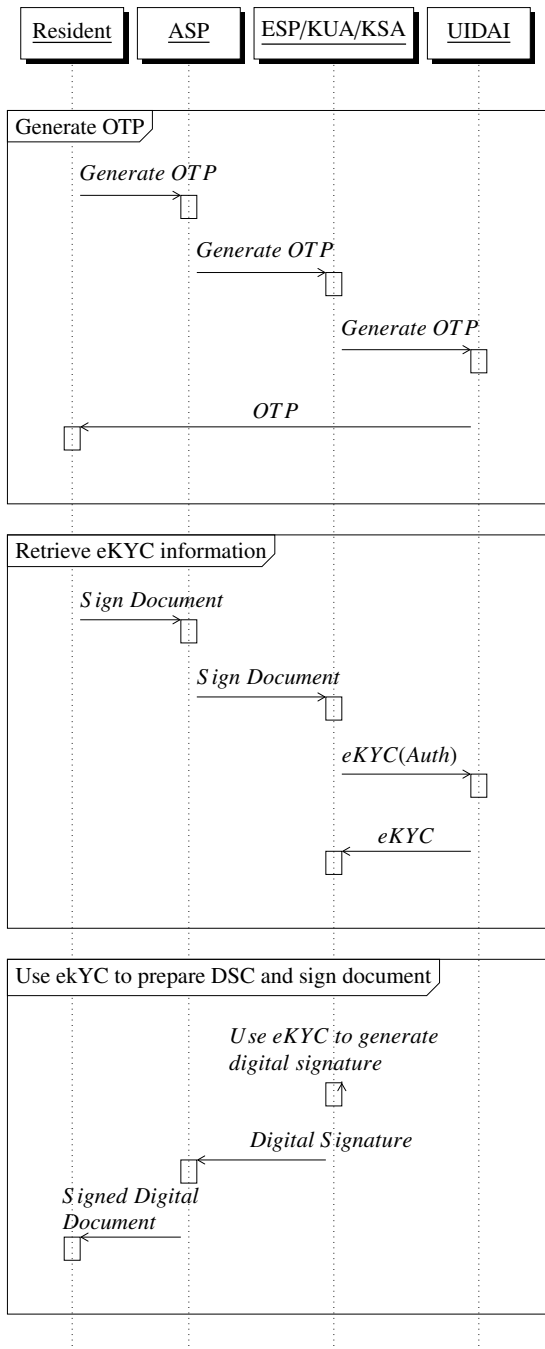 Resident
ASP
ESP/KUA/KSA
UIDAI
Generate OTP
Generate OTP
Generate OTP
Generate OTP
OTP
Retrieve eKYC information
Sign Document
Sign Document
eKYC(Auth)
eKYC
Use ekYC to prepare DSC and sign document
Use eKYC to generate
digital signature
Digital Signature
Signed Digital
Document